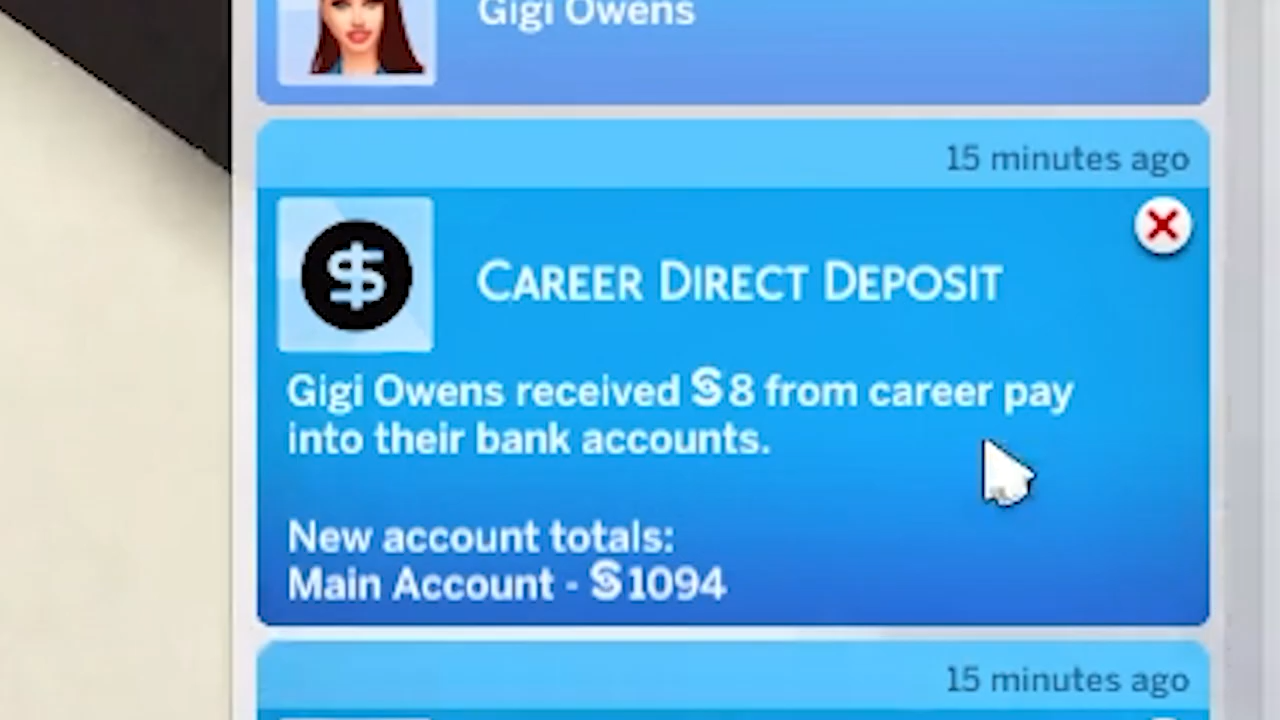 Gigi Owens
15 minutes ago
CAREER DIRECT DEPOSIT
Gigi Owens received §8 from career pay
into their bank accounts.
New account totals:
Main Account - §1094
15 minutes ago